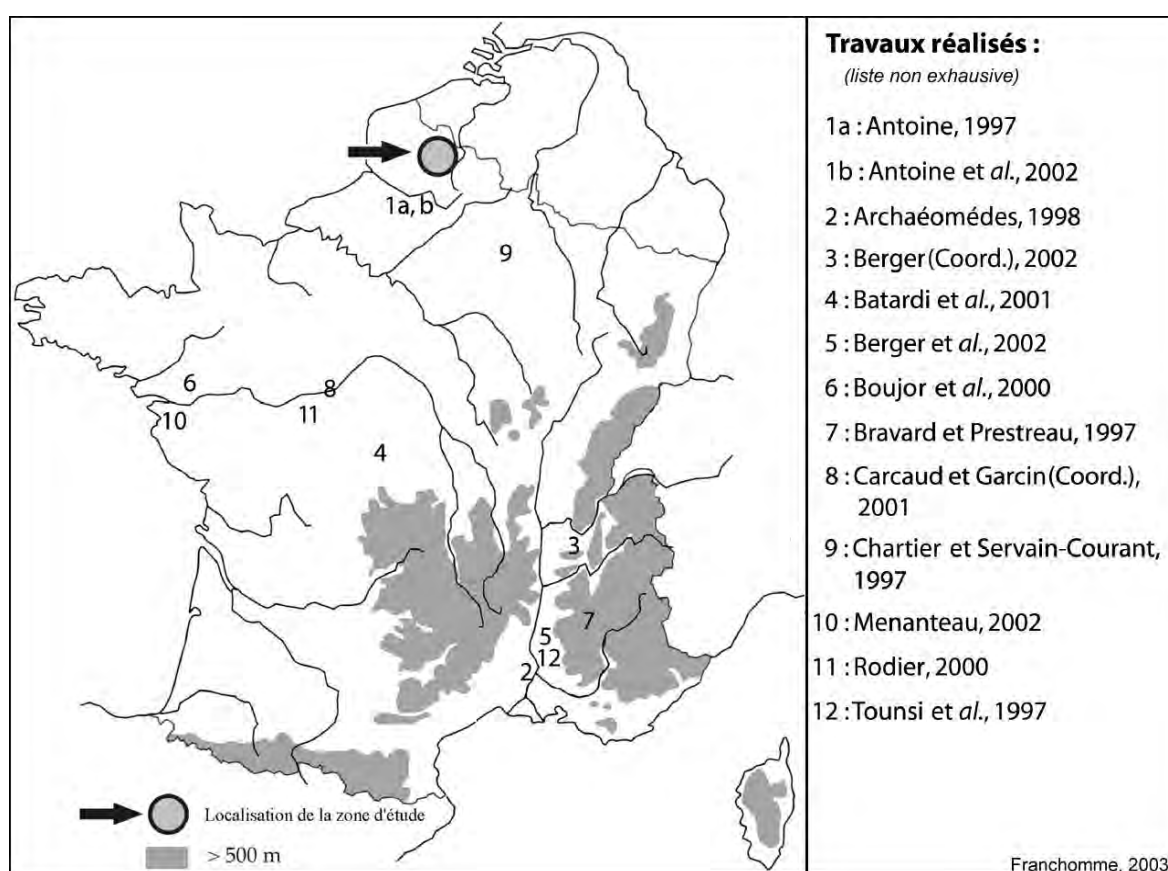 1a, b
9
6
8
10
11
4
3
7
5
12
2
Localisation de la zone d'étude
> 500 m
Travaux réalisés :
(liste non exhausive)
1a : Antoine, 1997
1b : Antoine et al., 2002
2 : Archaéomédes, 1998
3 : Berger (Coord.), 2002
4 : Batardi et al., 2001
5 : Berger et al., 2002
6 : Boujor et al., 2000
7 : Bravard et Prestreau, 1997
8 : Carcaud et Garcin (Coord.),
2001
9 : Chartier et Servain-Courant,
1997
10 : Menanteau, 2002
11 : Rodier, 2000
12 : Tounsi et al., 1997
Franchomme, 2003